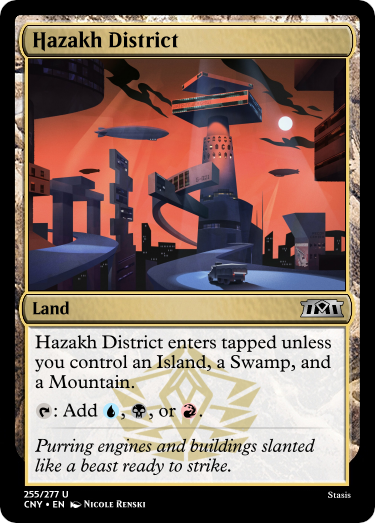 Hazakh District
Land
Hazakh District enters tapped unless
you control an Island, a Swamp, and
a Mountain.
: Add , , or .
Purring engines and buildings slanted
like a beast ready to strike.
255/277 U
CNY • EN Nicole Renski
Stasis